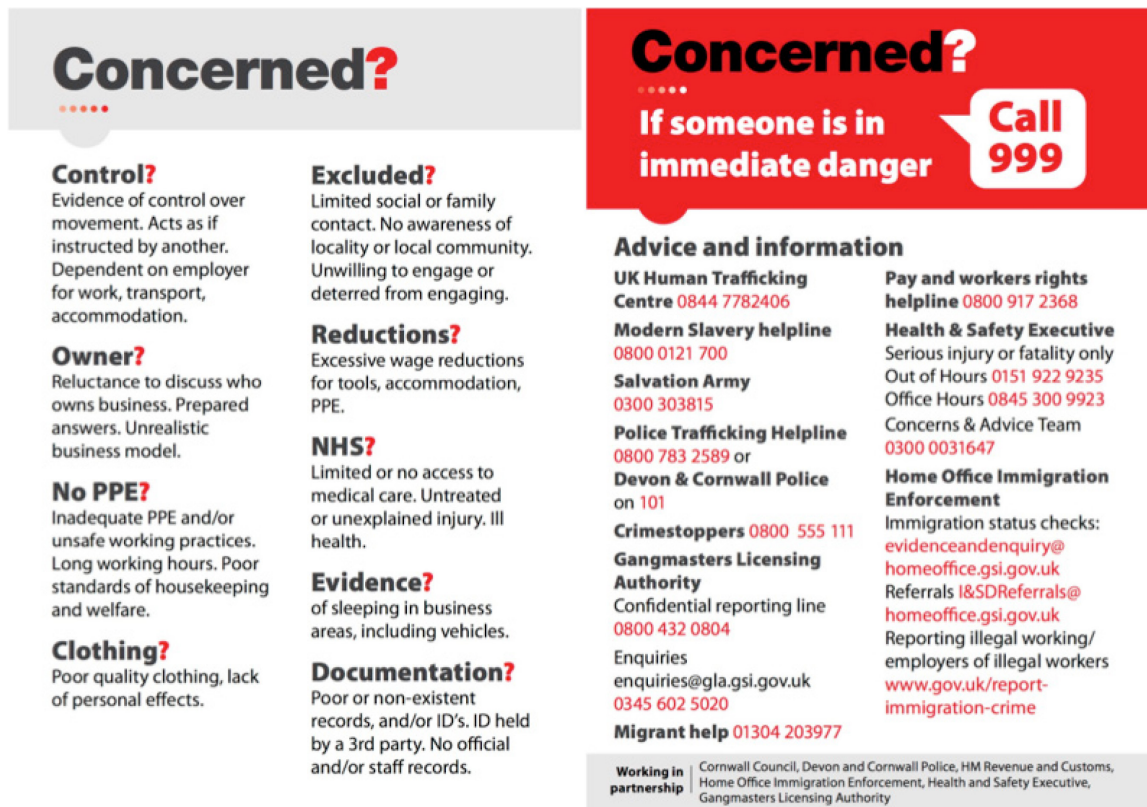 Concerned?
Control?
Evidence of control over
movement. Acts as if
instructed by another.
Dependent on employer
for work, transport,
accommodation.
Owner?
Reluctance to discuss who
owns business. Prepared
answers. Unrealistic
business model.
No PPE?
Inadequate PPE and/or
unsafe working practices.
Long working hours. Poor
standards of housekeeping
and welfare.
Clothing?
Poor quality clothing, lack
of personal effects.
Excluded?
Limited social or family
contact. No awareness of
locality or local community.
Unwilling to engage or
deterred from engaging.
Reductions?
Excessive wage reductions
for tools, accommodation,
PPE.
NHS?
Limited or no access to
medical care. Untreated
or unexplained injury. Ill
health.
Evidence?
of sleeping in business
areas, including vehicles.
Documentation?
Poor or non-existent
records, and/or ID's. ID held
by a 3rd party. No official
and/or staff records.
Concerned?
If someone is in
immediate danger
Call
999
Advice and information
UK Human Trafficking
Centre 0844 7782406
Modern Slavery helpline
0800 0121 700
Salvation Army
0300 303815
Police Trafficking Helpline
0800 783 2589 or
Devon & Cornwall Police
on 101
Crimestoppers 0800 555 111
Gangmasters Licensing
Authority
Confidential reporting line
0800 432 0804
Enquiries
enquiries@gla.gsi.gov.uk
0345 602 5020
Migrant help 01304 203977
Pay and workers rights
helpline 0800 917 2368
Health & Safety Executive
Serious injury or fatality only
Out of Hours 0151 922 9235
Office Hours 0845 300 9923
Concerns & Advice Team
0300 0031647
Home Office Immigration
Enforcement
Immigration status checks:
evidenceandenquiry@
homeoffice.gsi.gov.uk
Referrals I&SDReferrals@
homeoffice.gsi.gov.uk
Reporting illegal working/
employers of illegal workers
www.gov.uk/report-
immigration-crime
Working in
partnership
Cornwall Council, Devon and Cornwall Police, HM Revenue and Customs,
Home Office Immigration Enforcement, Health and Safety Executive,
Gangmasters Licensing Authority